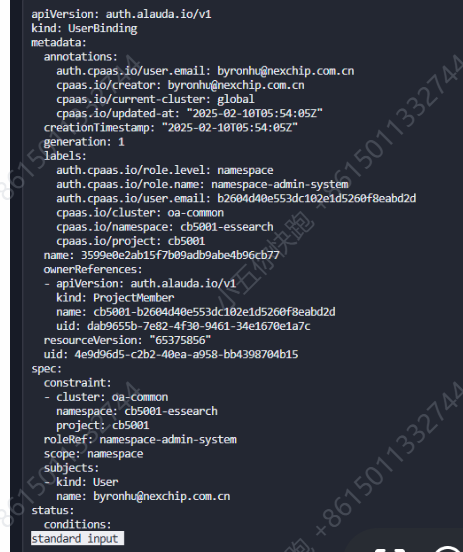 apiVersion: auth.alauda.io/v1
kind: UserBinding
metadata:
  annotations:
    auth.cpaas.io/user.email: byronhu@nexchip.com.cn
    cpaas.io/creator: byronhu@nexchip.com.cn
    cpaas.io/current-cluster: global
    cpaas.io/updated-at: "2025-02-10T05:54:05Z"
  creationTimestamp: "2025-02-10T05:54:05Z"
  generation: 1
  labels:
    auth.cpaas.io/role.level: namespace
    auth.cpaas.io/role.name: namespace-admin-system
    auth.cpaas.io/user.email: b2604d40e553dc102e1d5260f8eabd2d
    cpaas.io/cluster: oa-common
    cpaas.io/namespace: cb5001-essearch
    cpaas.io/project: cb5001
  name: 3599e0e2ab15f7b09adb9abe4b96cb77
  ownerReferences:
  - apiVersion: auth.alauda.io/v1
    kind: ProjectMember
    name: cb5001-b2604d40e553dc102e1d5260f8eabd2d
    uid: dab9655b-7e82-4f30-9461-34e1670e1a7c
  resourceVersion: "65375856"
  uid: 4e9d96d5-c2b2-40ea-a958-bb4398704b15
spec:
  constraint:
  - cluster: oa-common
    namespace: cb5001-essearch
    project: cb5001
  roleRef: namespace-admin-system
  scope: namespace
  subjects:
  - kind: User
    name: byronhu@nexchip.com.cn
status:
  conditions:
standard input
小五你快跑 +8615011332744